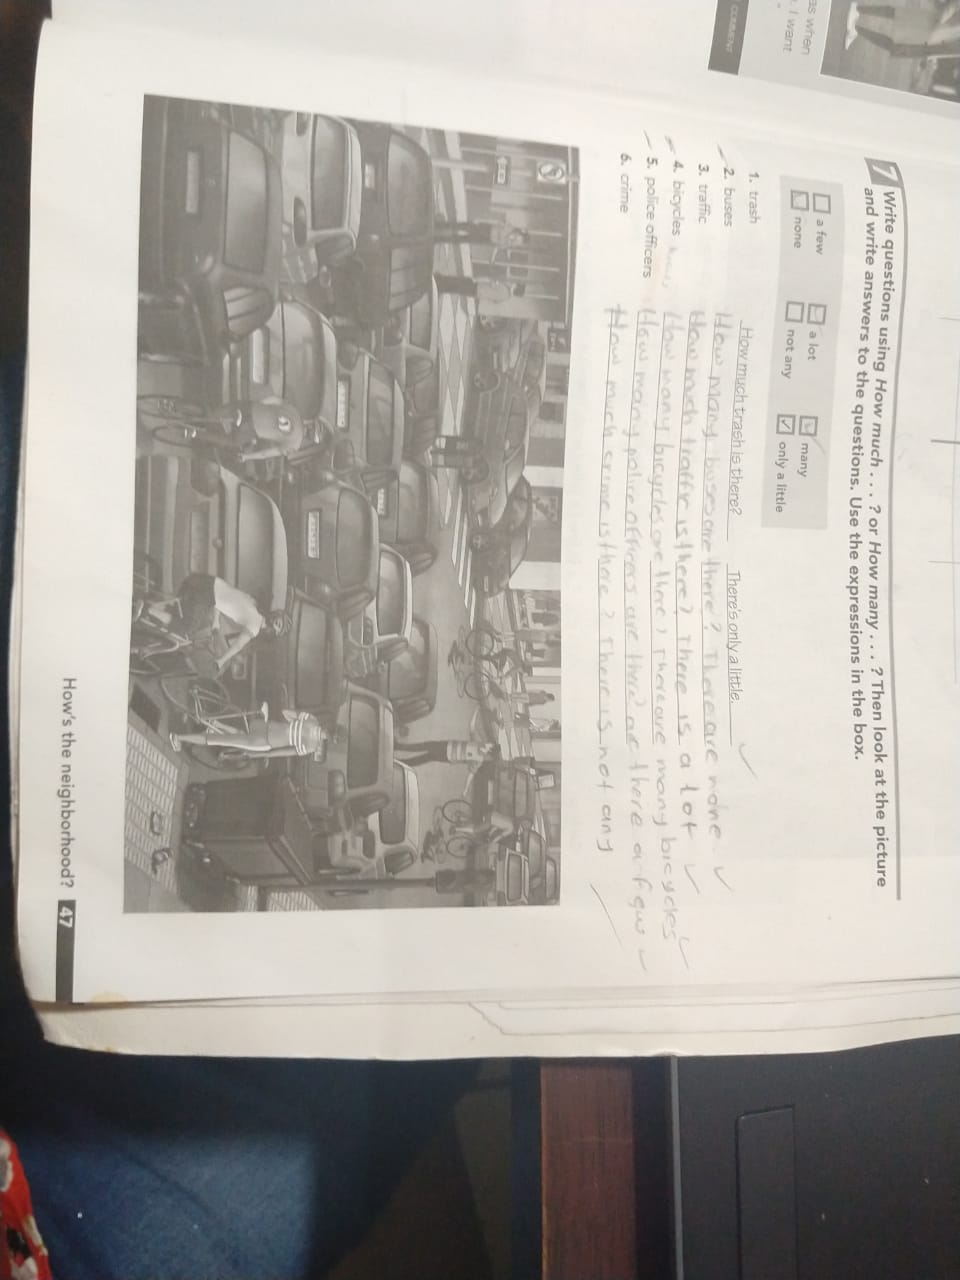 as when
. I want
COMMENT
7 Write questions using How much . . . ? or How many . . . ? Then look at the picture
and write answers to the questions. Use the expressions in the box.
a few a lot many
none not any only a little
1. trash How much trash is there? There's only a little.
2. buses How many buses are there? There are none
3. traffic How much traffic is there? There is a lot
4. bicycles How many bicycles are there? There are many bicycles
5. police officers How many police officers are there? are there a few
6. crime How much crime is there? There is not any
How's the neighborhood? 47